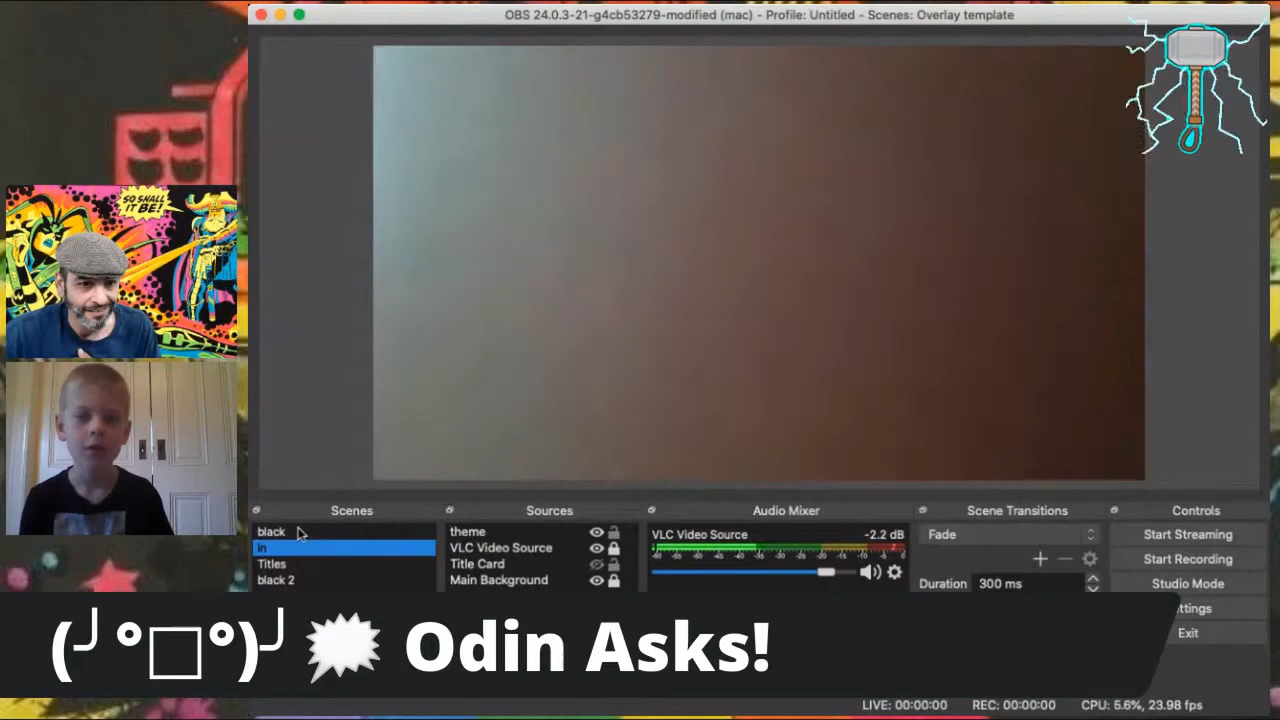 OBS 24.0.3-21-g4cb53279-modified (mac) - Profile: Untitled - Scenes: Overlay template
SO SHALL
IT BE!
Scenes
Sources
Audio Mixer
Scene Transitions
Controls
black
in
Titles
black 2
theme
VLC Video Source
Title Card
Main Background
VLC Video Source
-2.2 dB
Fade
Duration
300 ms
Start Streaming
Start Recording
Studio Mode
ettings
Exit
(╯°□°)╯ Odin Asks!
LIVE: 00:00:00
REC: 00:00:00
CPU: 5.6%, 23.98 fps